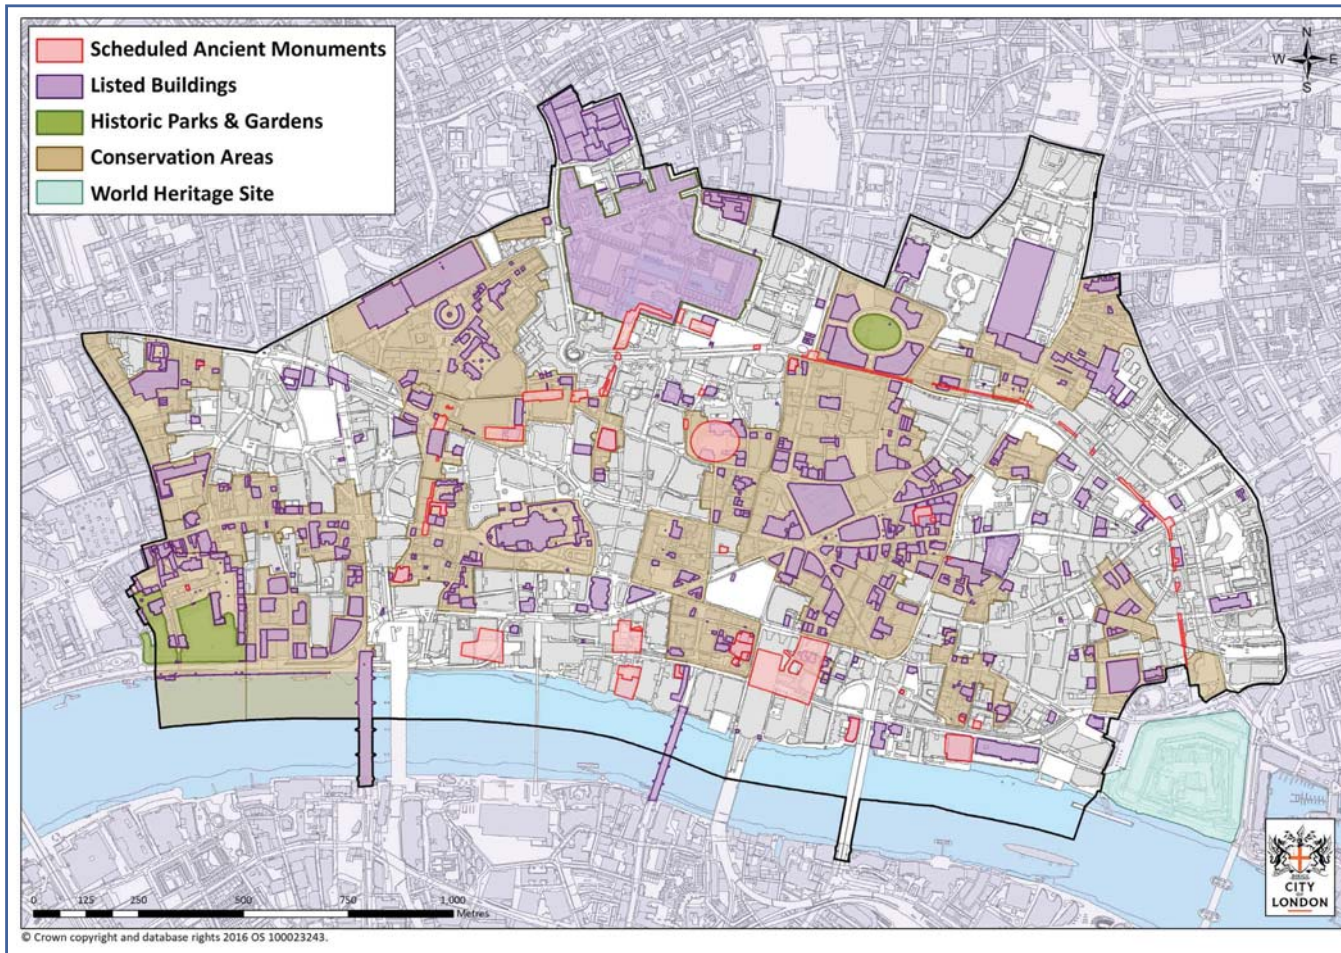 Scheduled Ancient Monuments
Listed Buildings
Historic Parks & Gardens
Conservation Areas
World Heritage Site
N
W E
S
0 125 250 500 750 1,000
Metres
CITY
LONDON
© Crown copyright and database rights 2016 OS 100023243.